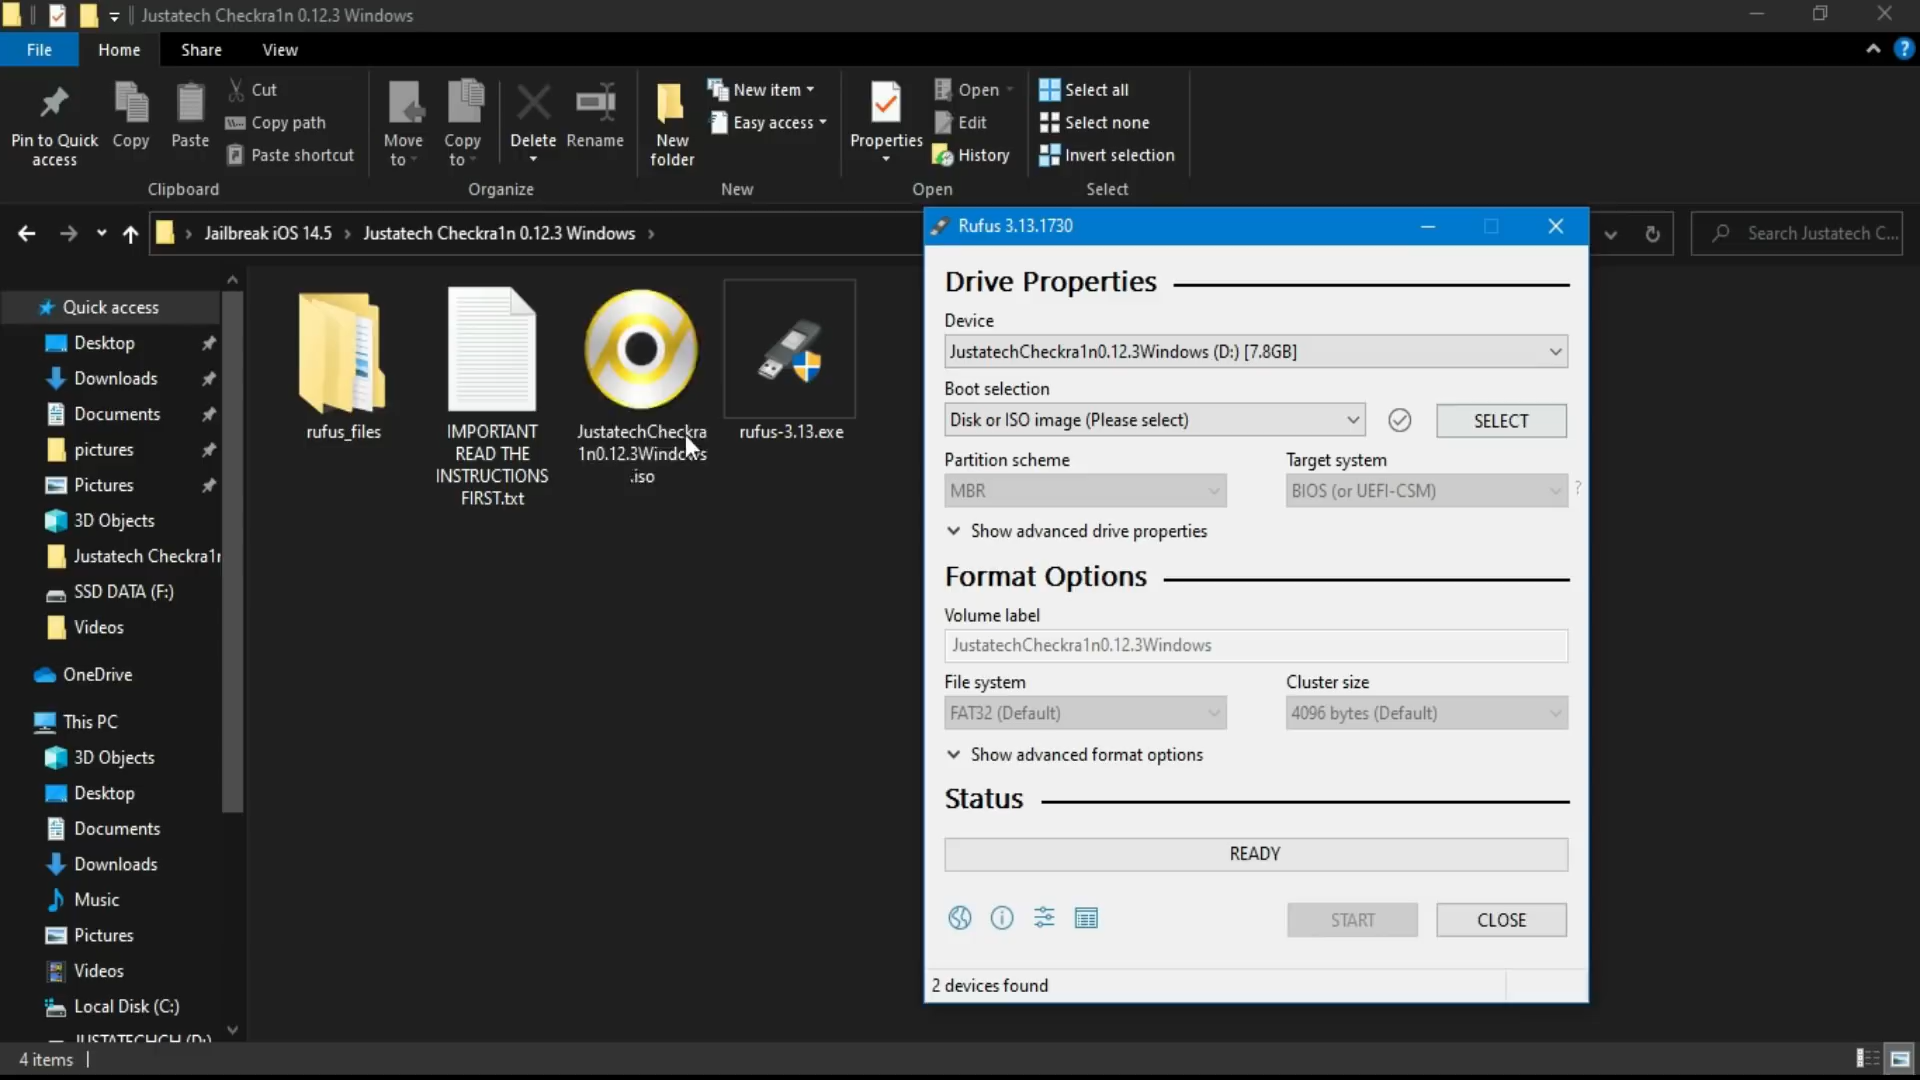 Justatech Checkra1n 0.12.3 Windows
File Home Share View
Pin to Quick access
Copy
Paste
Cut
Copy path
Paste shortcut
Move to
Copy to
Delete
Rename
New folder
New item
Easy access
Properties
Open
Edit
History
Select all
Select none
Invert selection
Clipboard
Organize
New
Open
Select
Jailbreak iOS 14.5 › Justatech Checkra1n 0.12.3 Windows ›
Search Justatech C...
Quick access
Desktop
Downloads
Documents
pictures
Pictures
3D Objects
Justatech Checkra1r
SSD DATA (F:)
Videos
OneDrive
This PC
3D Objects
Desktop
Documents
Downloads
Music
Pictures
Videos
Local Disk (C:)
JUSTATECHCH (D:)
rufus_files
IMPORTANT
READ THE
INSTRUCTIONS
FIRST.txt
JustatechCheckra
1n0.12.3Windows
.iso
rufus-3.13.exe
Rufus 3.13.1730
Drive Properties
Device
JustatechCheckra1n0.12.3Windows (D:) [7.8GB]
Boot selection
Disk or ISO image (Please select)
SELECT
Partition scheme
Target system
MBR
BIOS (or UEFI-CSM)
?
Show advanced drive properties
Format Options
Volume label
JustatechCheckra1n0.12.3Windows
File system
Cluster size
FAT32 (Default)
4096 bytes (Default)
Show advanced format options
Status
READY
START
CLOSE
2 devices found
4 items